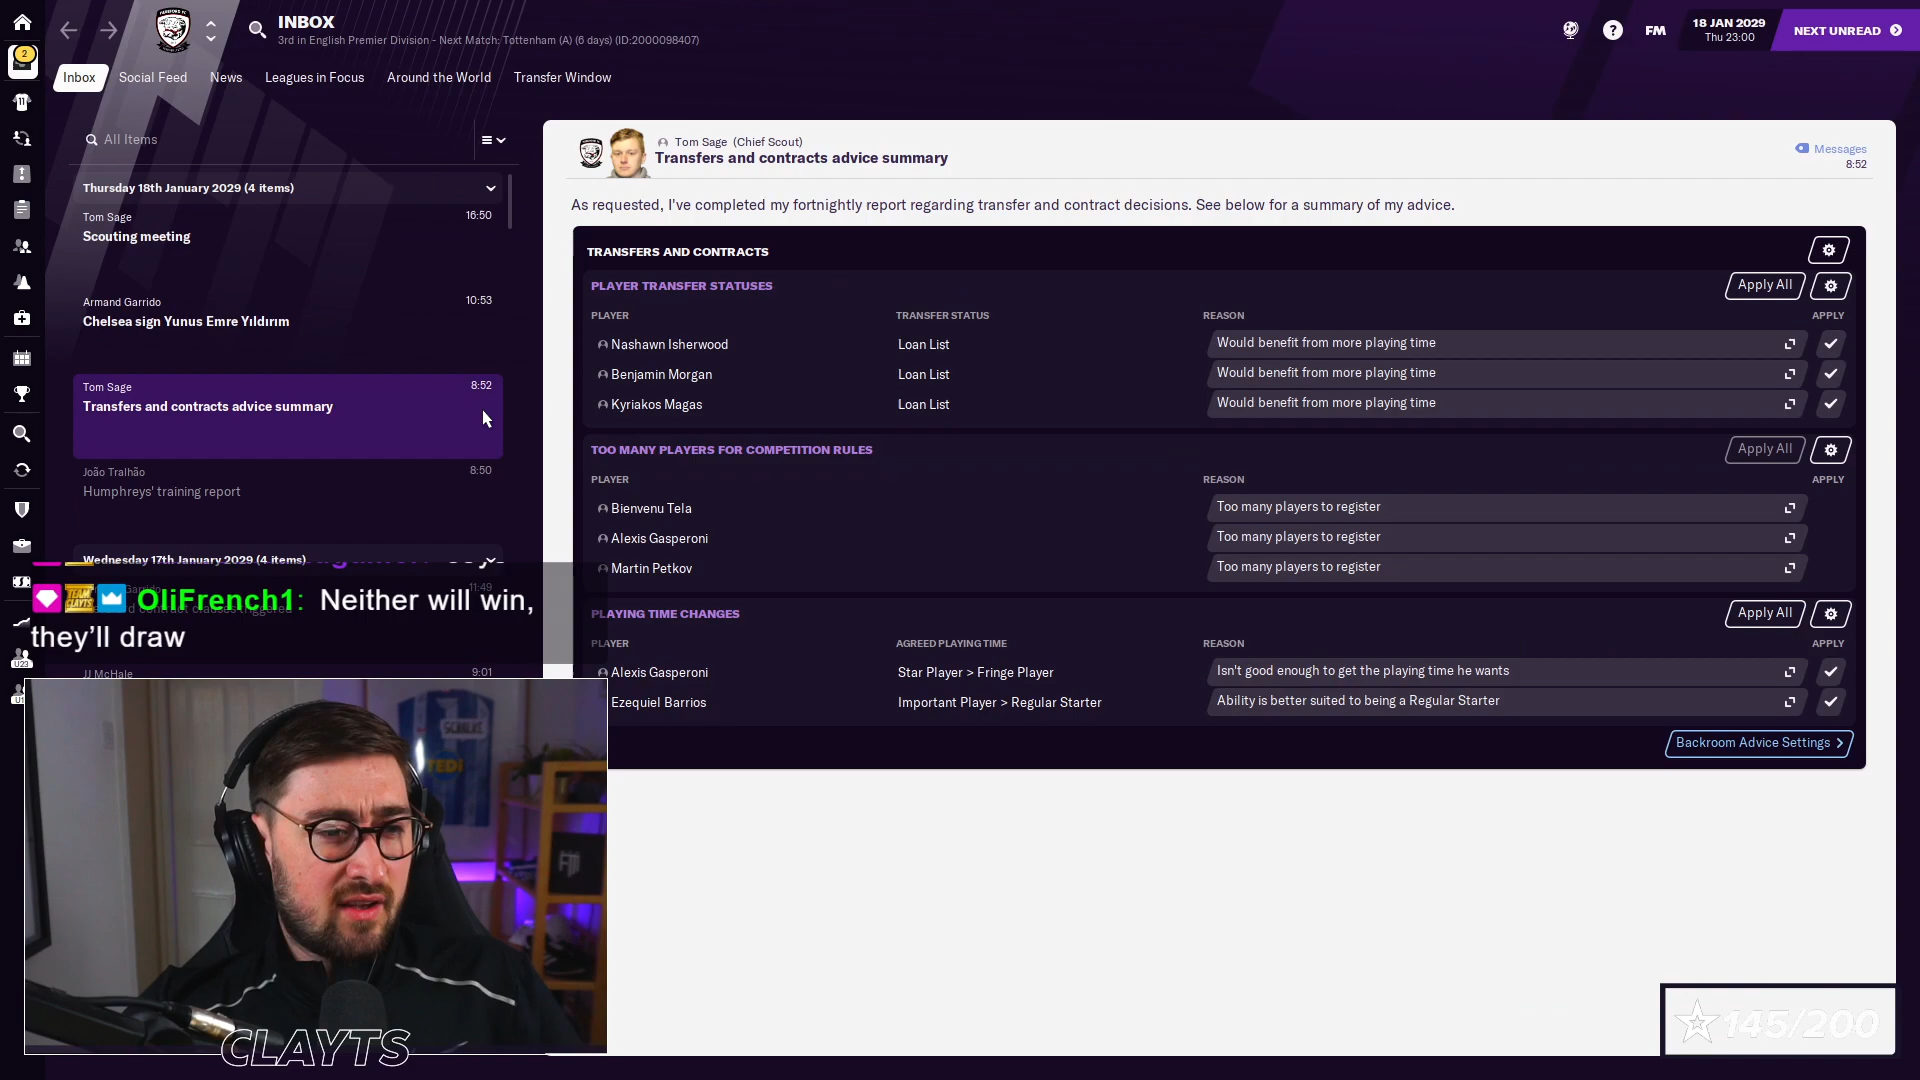 INBOX
3rd in English Premier Division - Next Match: Tottenham (A) (6 days) (ID:2000098407)
FM
18 JAN 2029
Thu 23:00
NEXT UNREAD
2
Inbox
Social Feed
News
Leagues in Focus
Around the World
Transfer Window
All Items
Thursday 18th January 2029 (4 items)
Tom Sage 16:50
Scouting meeting
Armand Garrido 10:53
Chelsea sign Yunus Emre Yıldırım
Tom Sage 8:52
Transfers and contracts advice summary
João Tralhão 8:50
Humphreys' training report
Wednesday 17th January 2029 (4 items)
11:49
OliFrench1: Neither will win,
they'll draw
JJ McHale 9:01
U23
TEAM CLAYTS
CLAYTS
Tom Sage (Chief Scout)
Transfers and contracts advice summary
Messages
8:52
As requested, I've completed my fortnightly report regarding transfer and contract decisions. See below for a summary of my advice.
TRANSFERS AND CONTRACTS
PLAYER TRANSFER STATUSES Apply All
PLAYER TRANSFER STATUS REASON APPLY
Nashawn Isherwood Loan List Would benefit from more playing time
Benjamin Morgan Loan List Would benefit from more playing time
Kyriakos Magas Loan List Would benefit from more playing time
TOO MANY PLAYERS FOR COMPETITION RULES Apply All
PLAYER REASON APPLY
Bienvenu Tela Too many players to register
Alexis Gasperoni Too many players to register
Martin Petkov Too many players to register
PLAYING TIME CHANGES Apply All
PLAYER AGREED PLAYING TIME REASON APPLY
Alexis Gasperoni Star Player > Fringe Player Isn't good enough to get the playing time he wants
Ezequiel Barrios Important Player > Regular Starter Ability is better suited to being a Regular Starter
Backroom Advice Settings
145/200